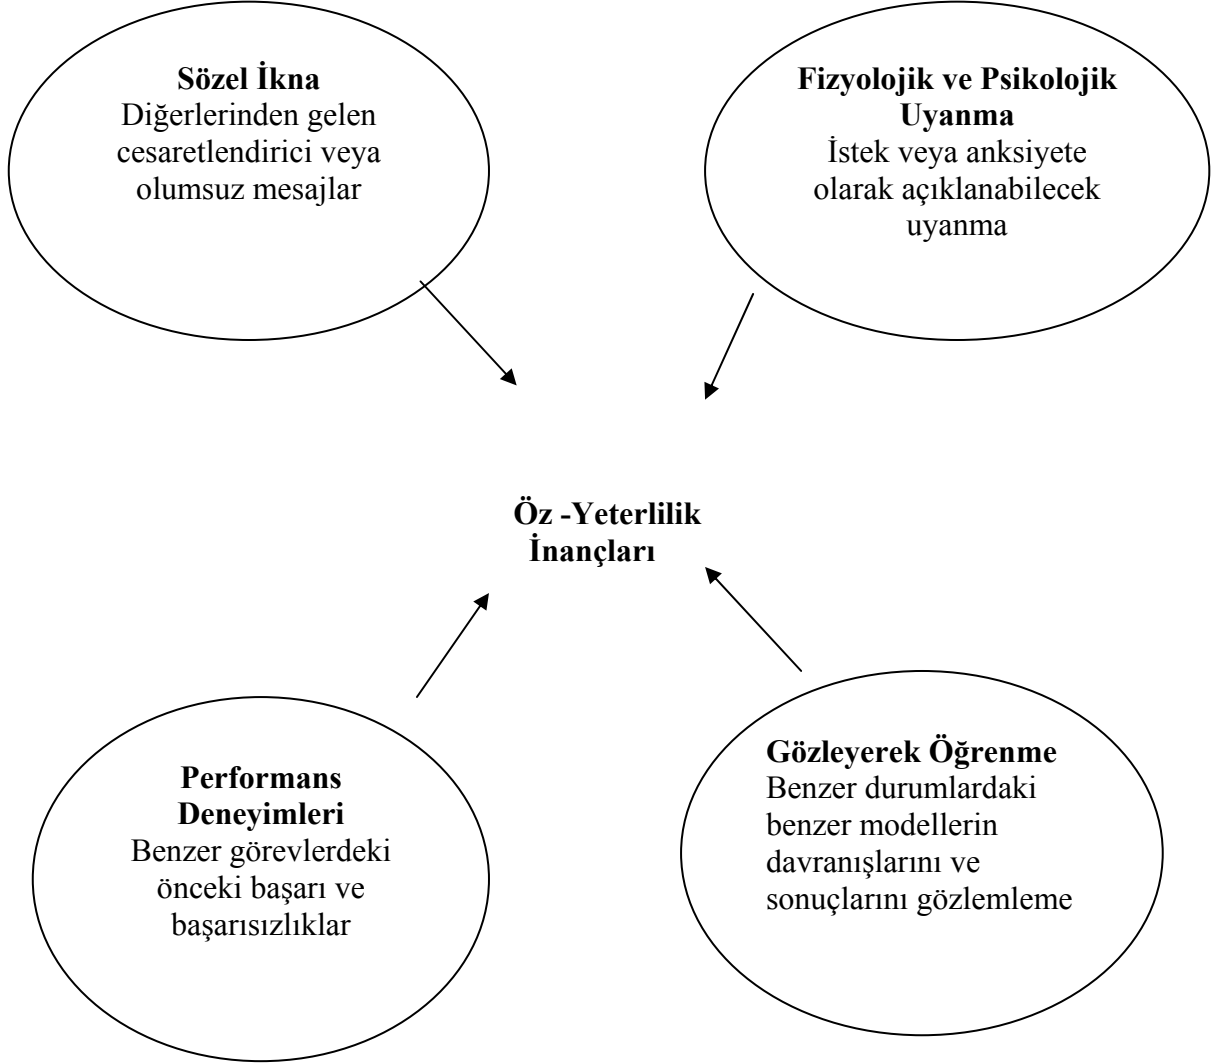 Sözel İkna
Diğerlerinden gelen
cesaretlendirici veya
olumsuz mesajlar
Fizyolojik ve Psikolojik
Uyanma
İstek veya anksiyete
olarak açıklanabilecek
uyanma
Öz -Yeterlilik
İnançları
Performans
Deneyimleri
Benzer görevlerdeki
önceki başarı ve
başarısızlıklar
Gözleyerek Öğrenme
Benzer durumlardaki
benzer modellerin
davranışlarını ve
sonuçlarını gözlemleme